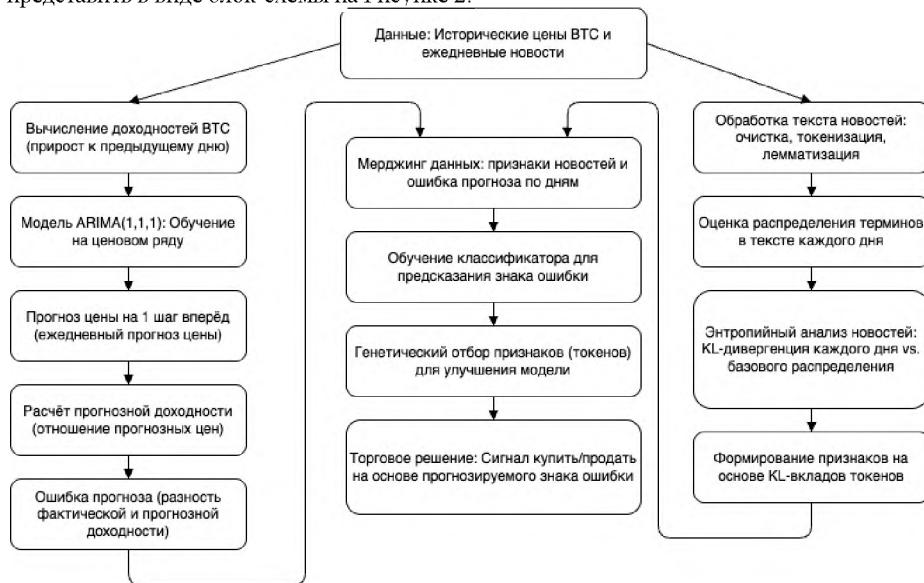 представить в виде блок-схемы на Рисунке 2:
Данные: Исторические цены BTC и
ежедневные новости
Вычисление доходностей BTC
(прирост к предыдущему дню)
Модель ARIMA(1,1,1): Обучение
на ценовом ряду
Прогноз цены на 1 шаг вперёд
(ежедневный прогноз цены)
Расчёт прогнозной доходности
(отношение прогнозных цен)
Ошибка прогноза (разность
фактической и прогнозной
доходности)
Мерджинг данных: признаки новостей и
ошибка прогноза по дням
Обучение классификатора для
предсказания знака ошибки
Генетический отбор признаков (токенов)
для улучшения модели
Торговое решение: Сигнал купить/продать
на основе прогнозируемого знака ошибки
Обработка текста новостей:
очистка, токенизация,
лемматизация
Оценка распределения терминов
в тексте каждого дня
Энтропийный анализ новостей:
KL-дивергенция каждого дня vs.
базового распределения
Формирование признаков на
основе KL-вкладов токенов